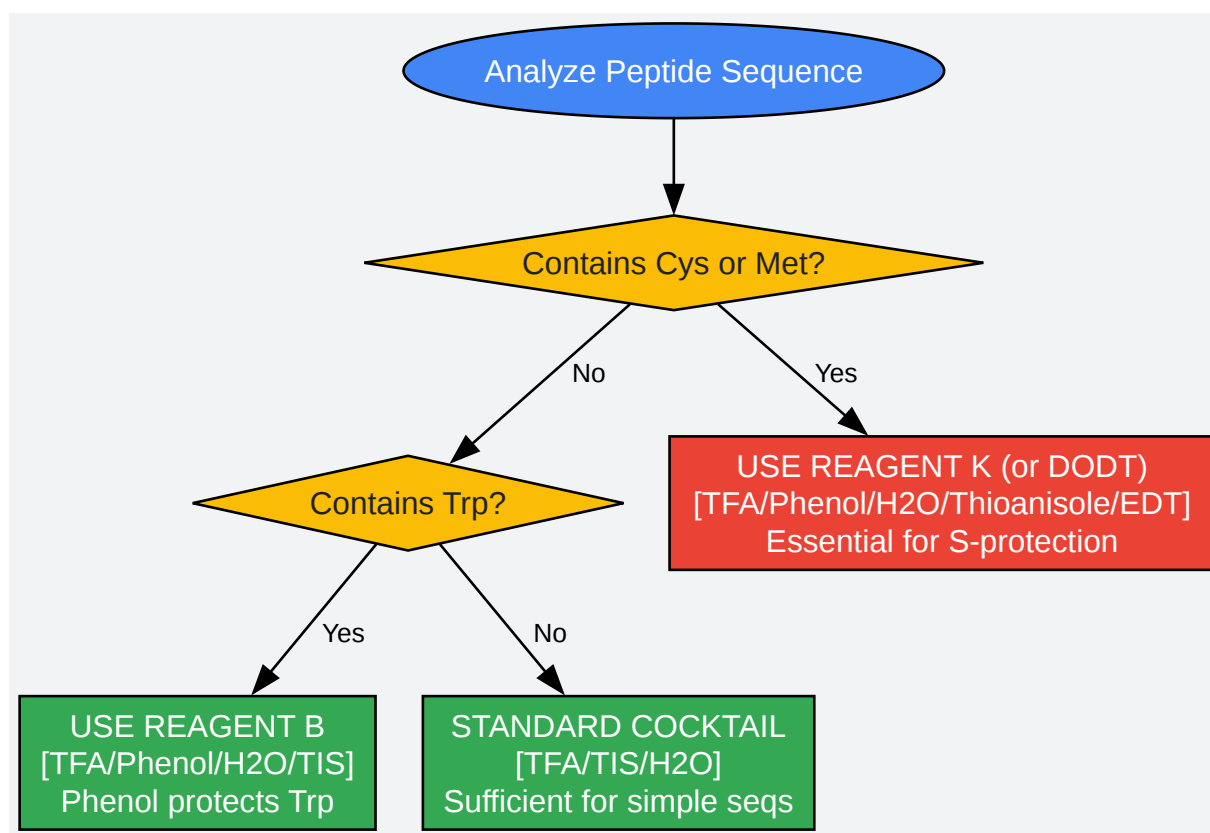 Analyze Peptide Sequence
Contains Cys or Met?
No
Yes
USE REAGENT K (or DODT)
[TFA/Phenol/H2O/Thioanisole/EDT]
Essential for S-protection
Contains Trp?
Yes
No
USE REAGENT B
[TFA/Phenol/H2O/TIS]
Phenol protects Trp
STANDARD COCKTAIL
[TFA/TIS/H2O]
Sufficient for simple seqs